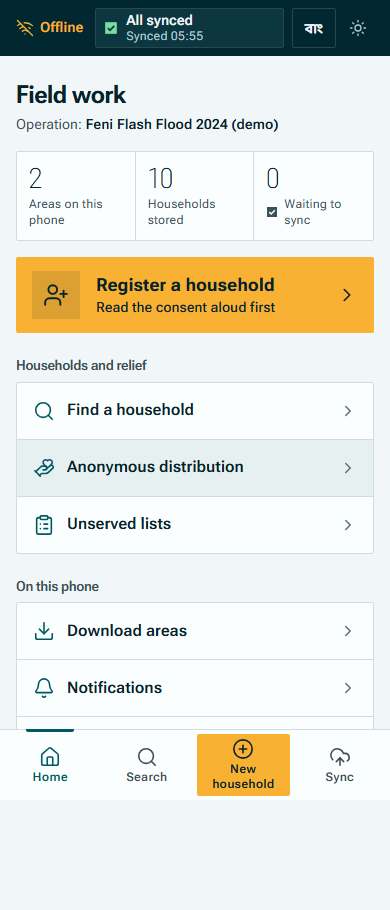 Offline
All synced
Synced 05:55
বাং
Field work
Operation: Feni Flash Flood 2024 (demo)
2
Areas on this
phone
10
Households
stored
0
Waiting to
sync
Register a household
Read the consent aloud first
Households and relief
Find a household
Anonymous distribution
Unserved lists
On this phone
Download areas
Notifications
Home
Search
New
household
Sync